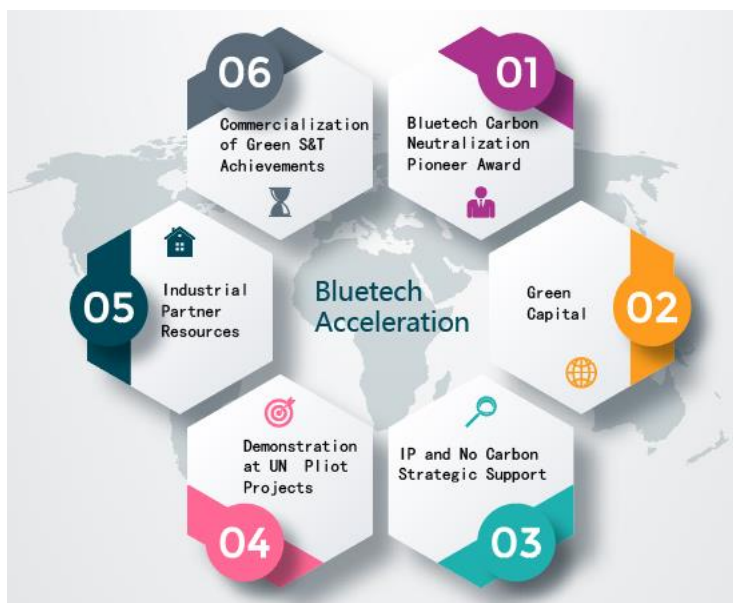 01
Bluetech Carbon
Neutralization
Pioneer Award
02
Green
Capital
03
IP and No Carbon
Strategic Support
04
Demonstration
at UN Pliot
Projects
05
Industrial
Partner
Resources
06
Commercialization
of Green S&T
Achievements
Bluetech
Acceleration